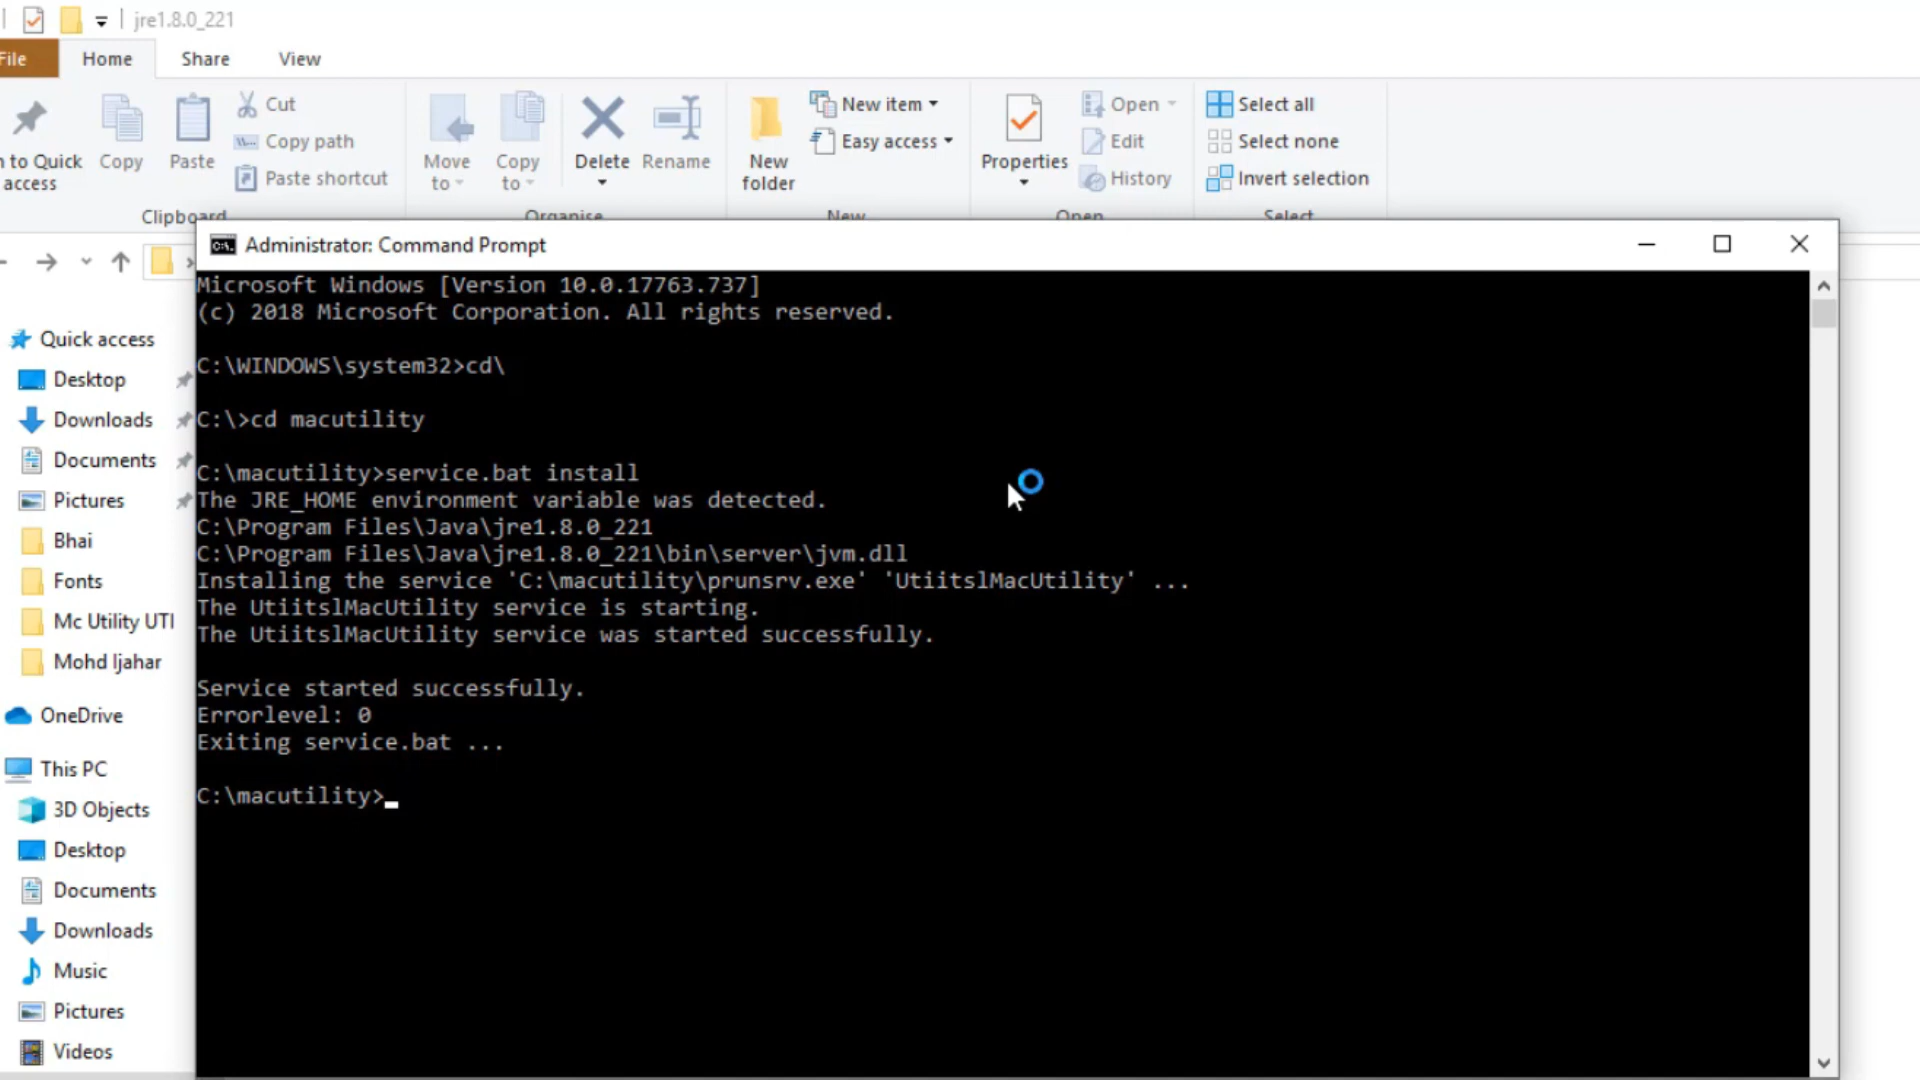 jre1.8.0_221
File
Home
Share
View
to Quick
access
Copy
Paste
Cut
Copy path
Paste shortcut
Move
to
Copy
to
Delete
Rename
New
folder
New item
Easy access
Properties
Open
Edit
History
Select all
Select none
Invert selection
Clipboard
Organise
New
Open
Select
Administrator: Command Prompt
Microsoft Windows [Version 10.0.17763.737]
(c) 2018 Microsoft Corporation. All rights reserved.
C:\WINDOWS\system32>cd\
C:\>cd macutility
C:\macutility>service.bat install
The JRE_HOME environment variable was detected.
C:\Program Files\Java\jre1.8.0_221
C:\Program Files\Java\jre1.8.0_221\bin\server\jvm.dll
Installing the service 'C:\macutility\prunsrv.exe' 'UtiitslMacUtility' ...
The UtiitslMacUtility service is starting.
The UtiitslMacUtility service was started successfully.
Service started successfully.
Errorlevel: 0
Exiting service.bat ...
C:\macutility>
Quick access
Desktop
Downloads
Documents
Pictures
Bhai
Fonts
Mc Utility UTI
Mohd Ijahar
OneDrive
This PC
3D Objects
Desktop
Documents
Downloads
Music
Pictures
Videos